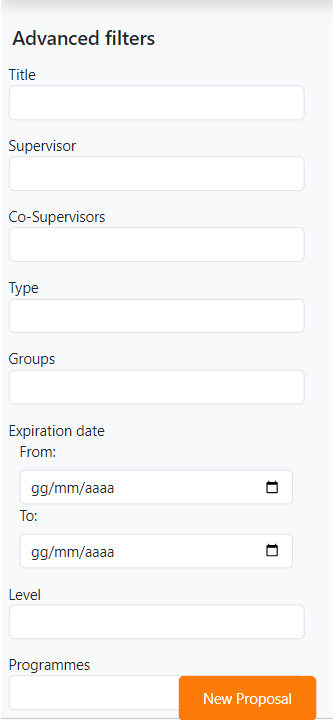 Advanced filters
Title
Supervisor
Co-Supervisors
Type
Groups
Expiration date
From:
gg/mm/aaaa
To:
gg/mm/aaaa
Level
Programmes
New Proposal